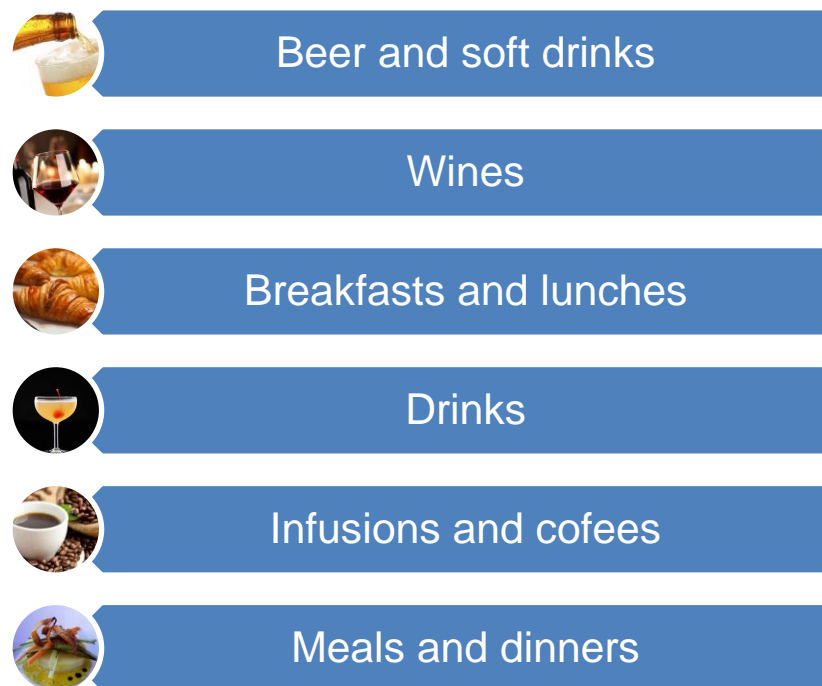 Beer and soft drinks
Wines
Breakfasts and lunches
Drinks
Infusions and cofees
Meals and dinners